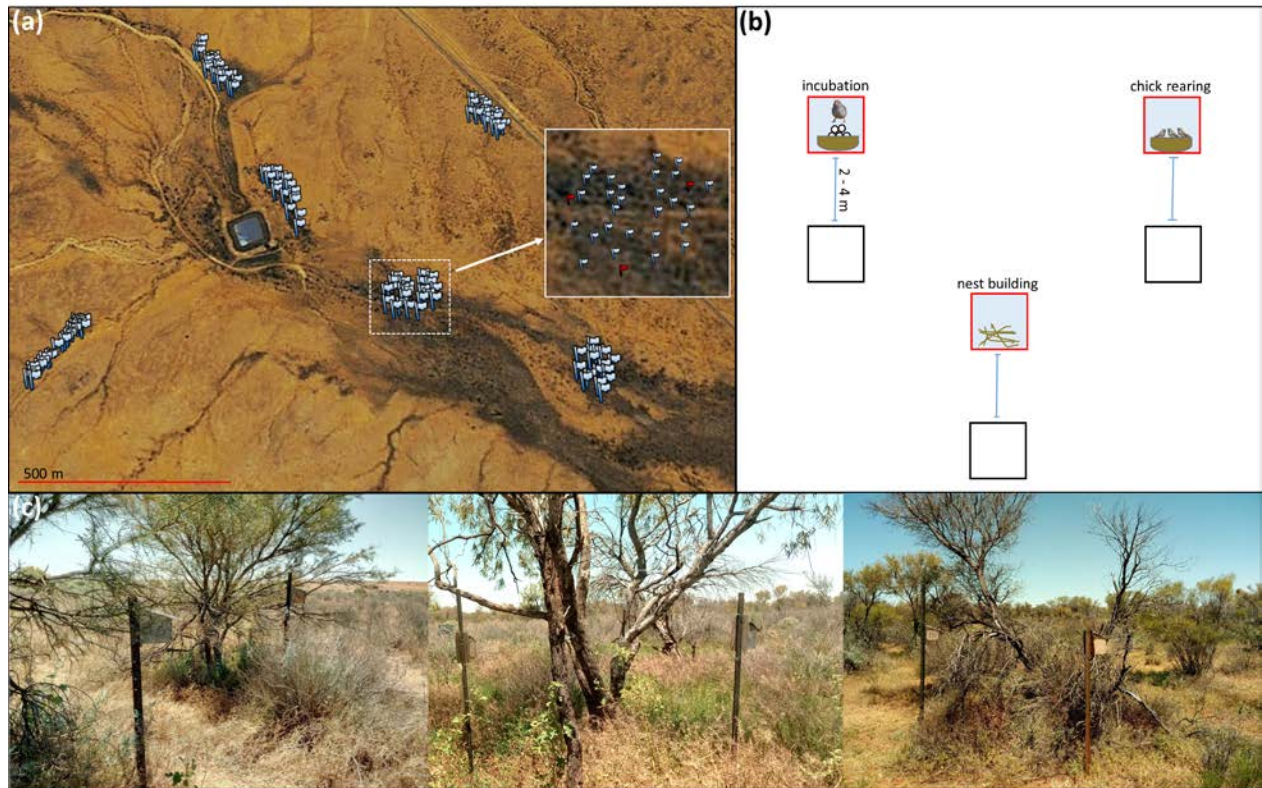 (a)
500 m
(b)
incubation
chick rearing
2 - 4 m
nest building
(c)